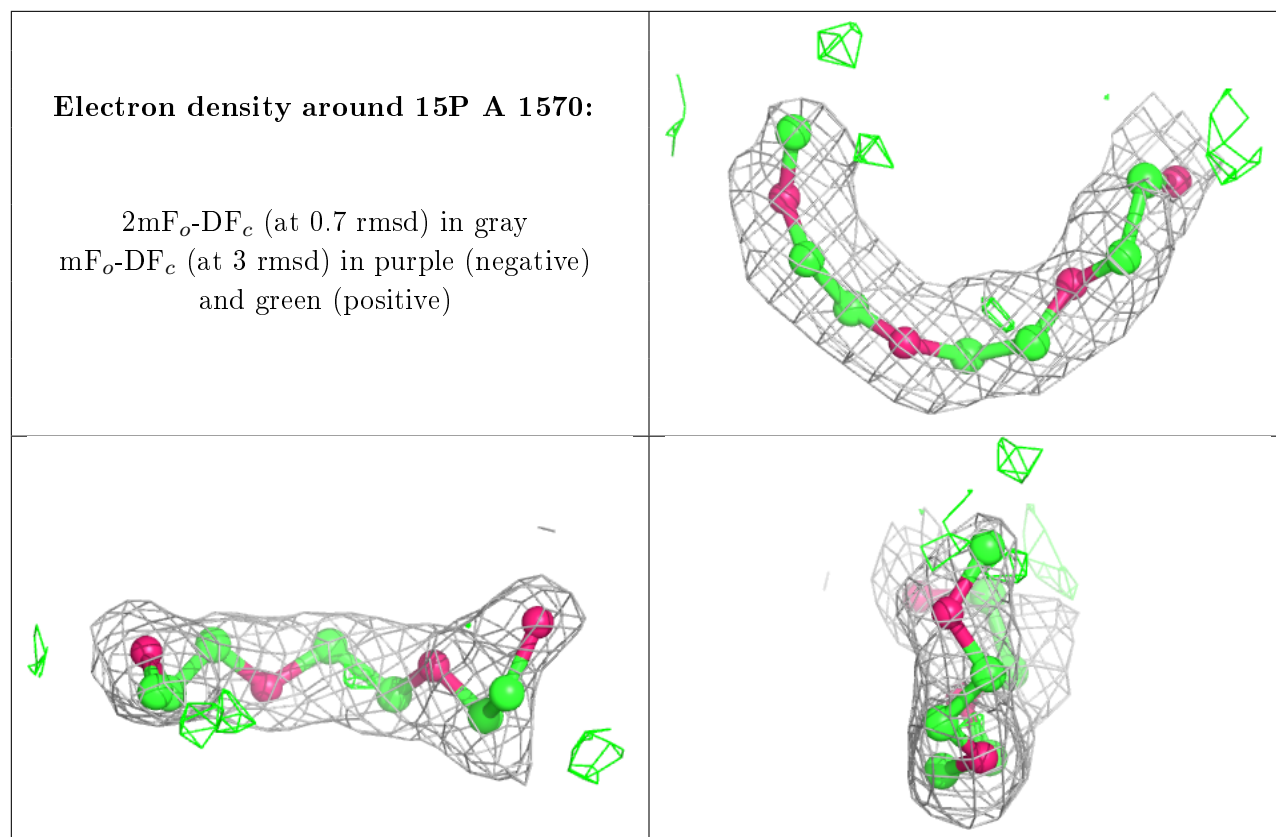 Electron density around 15P A 1570:
2mFₒ-DF𝒸 (at 0.7 rmsd) in gray
mFₒ-DF𝒸 (at 3 rmsd) in purple (negative)
and green (positive)